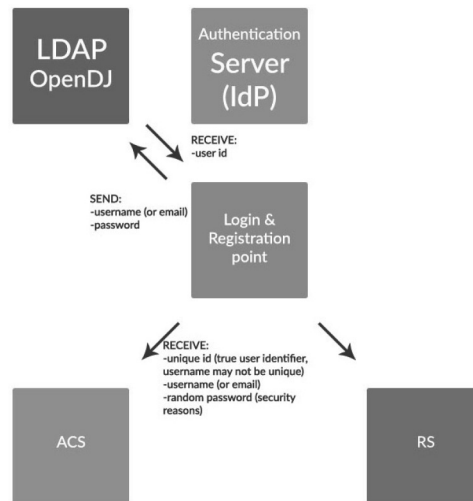 LDAP
OpenDJ
Authentication
Server
(IdP)
RECEIVE:
-user id
SEND:
-username (or email)
-password
Login &
Registration
point
RECEIVE:
-unique id (true user identifier,
username may not be unique)
-username (or email)
-random password (security
reasons)
ACS
RS